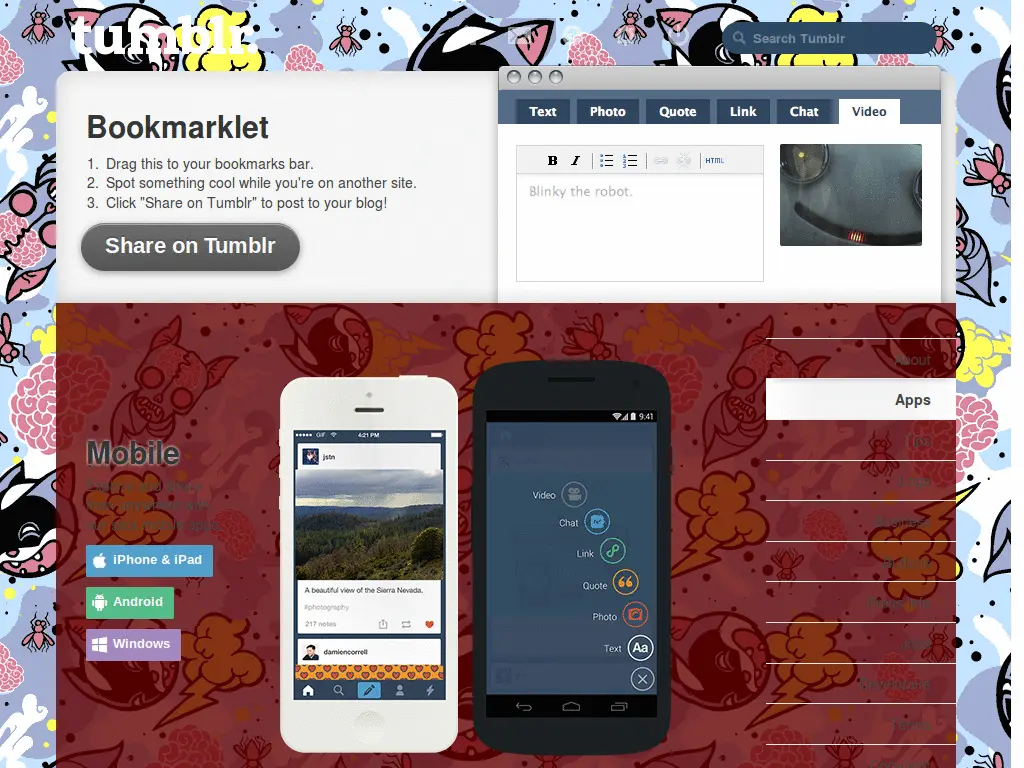 tumblr.
Search Tumblr
Bookmarklet
1. Drag this to your bookmarks bar.
2. Spot something cool while you're on another site.
3. Click "Share on Tumblr" to post to your blog!
Share on Tumblr
Text Photo Quote Link Chat Video
B I HTML
Blinky the robot.
About
Apps
Mobile
iPhone & iPad
Android
Windows
GIF 4:21 PM
jstn
A beautiful view of the Sierra Nevada.
#photography
217 notes
damiencorrell
9:41
Video
Chat
Link
Quote
Photo
Text Aa